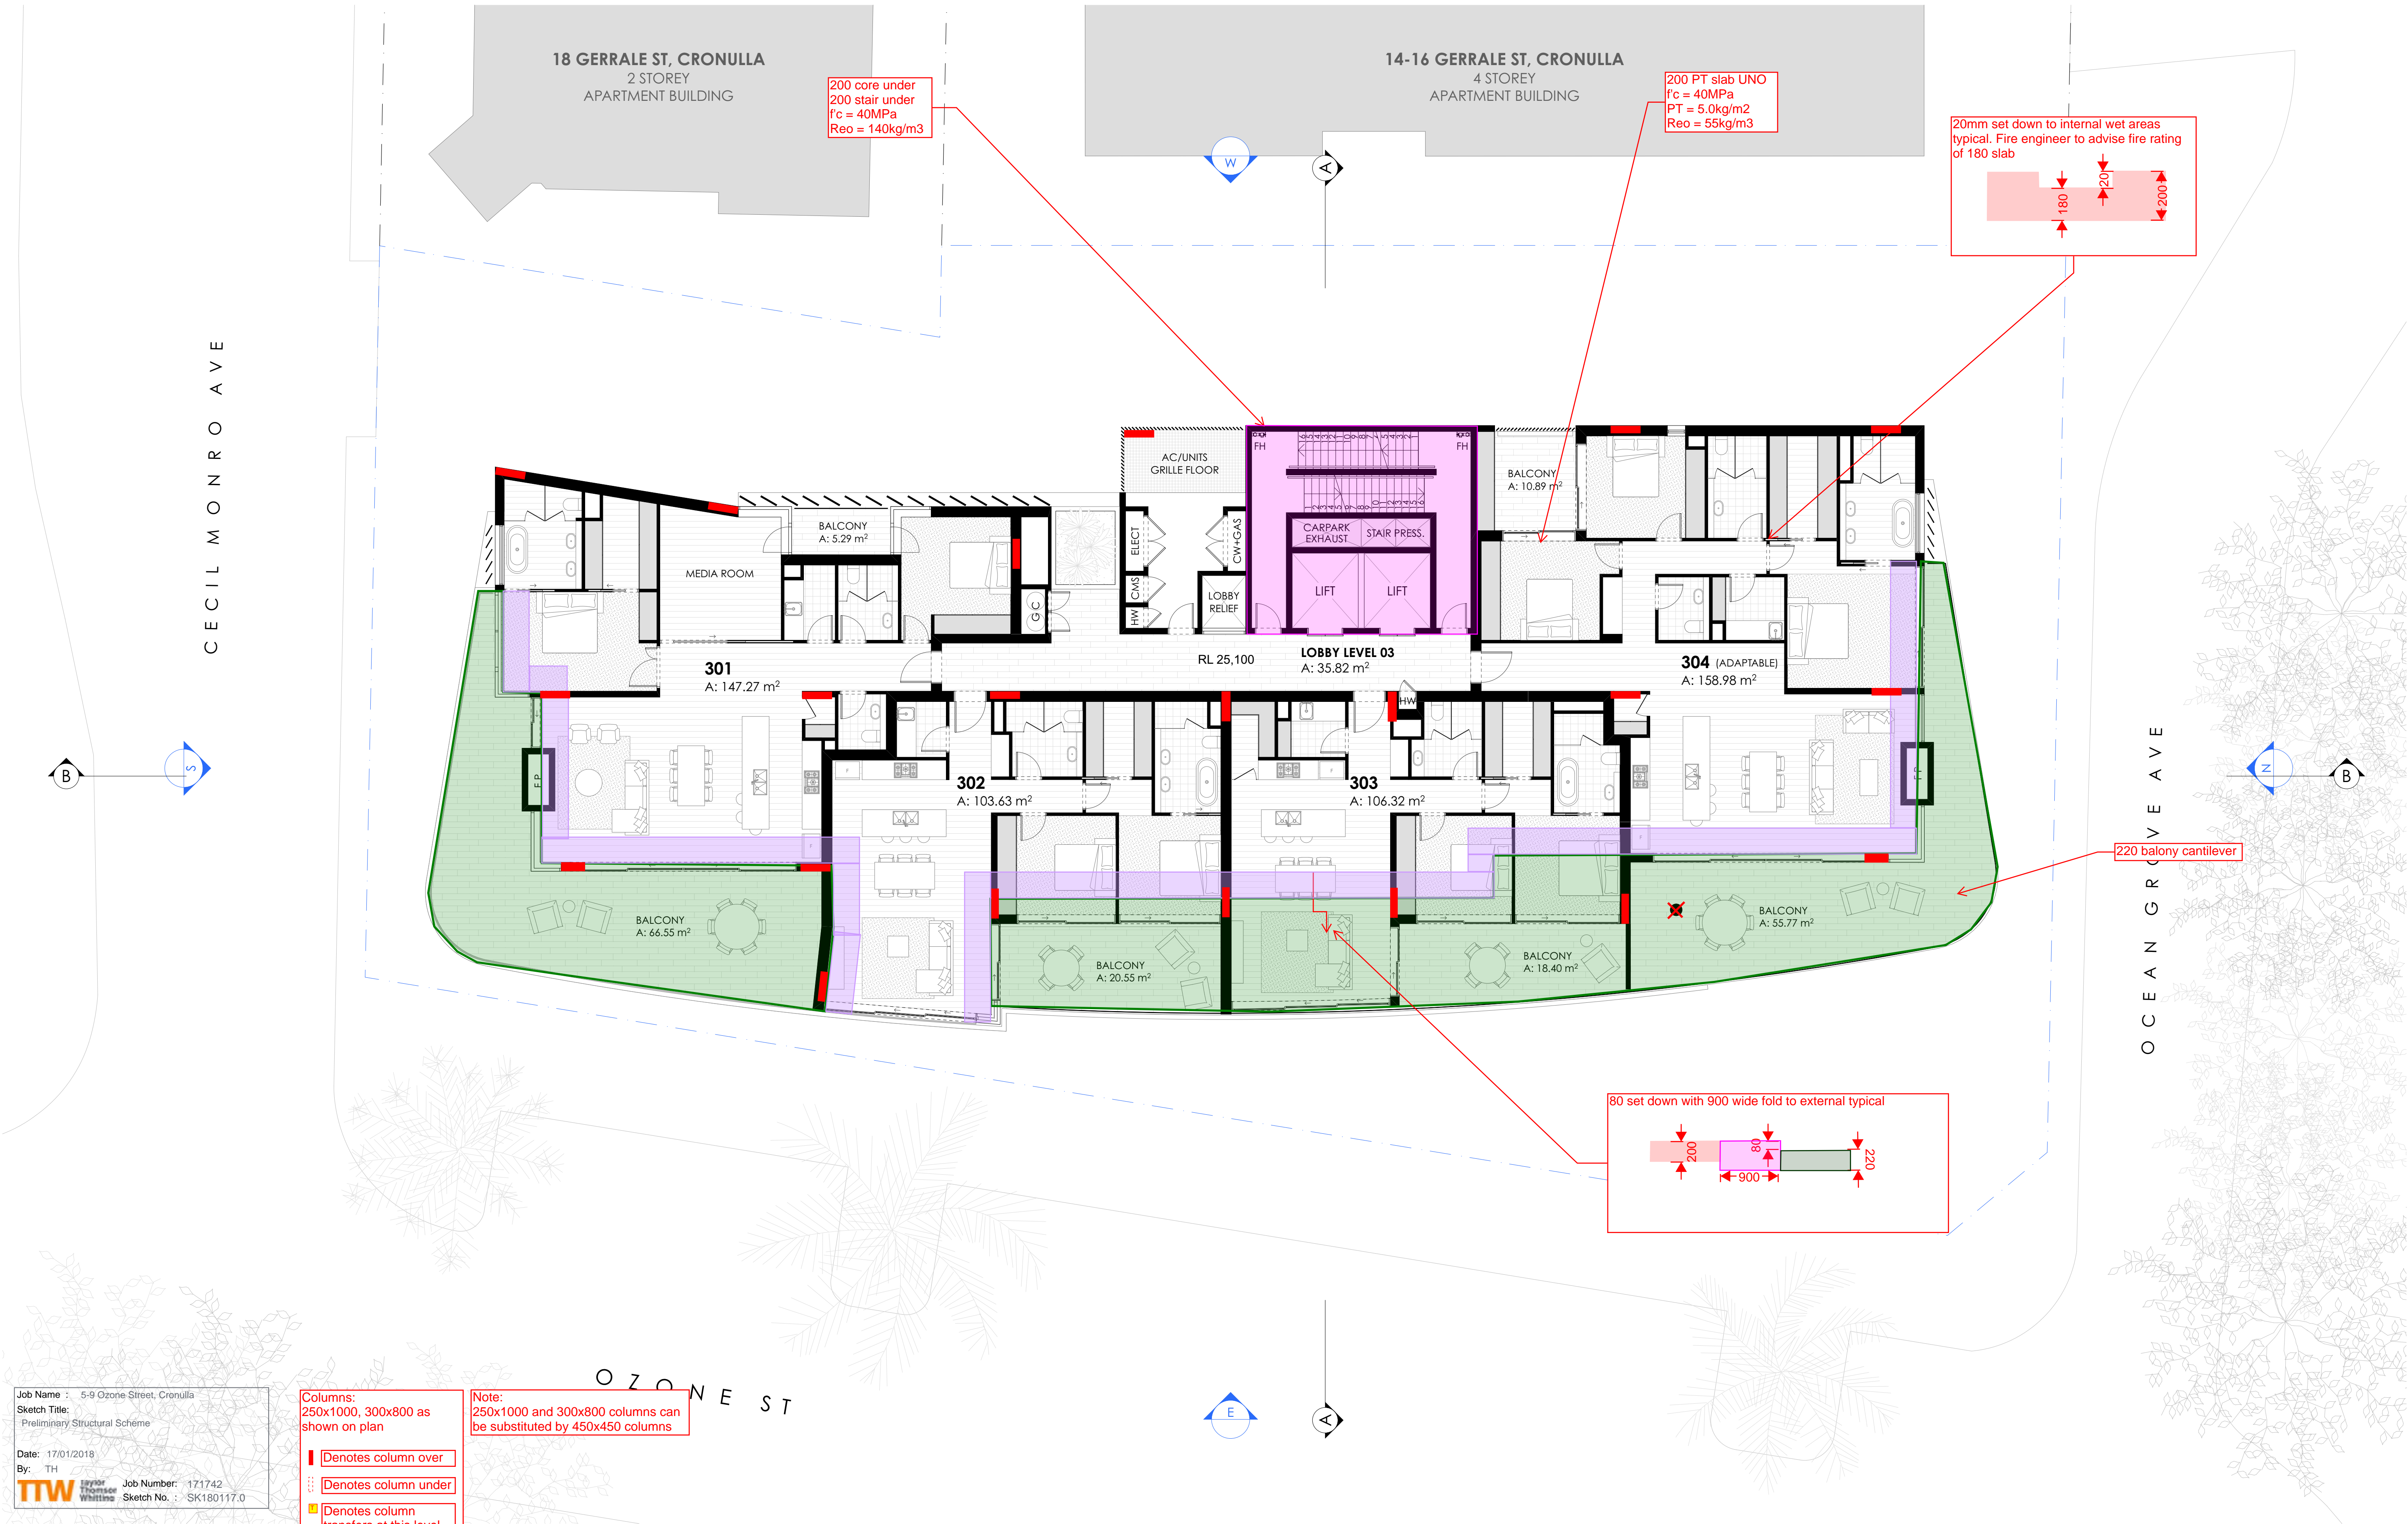 18 GERRALE ST, CRONULLA
2 STOREY
APARTMENT BUILDING
14-16 GERRALE ST, CRONULLA
4 STOREY
APARTMENT BUILDING
200 core under
200 stair under
f'c = 40MPa
Reo = 140kg/m3
200 PT slab UNO
f'c = 40MPa
PT = 5.0kg/m2
Reo = 55kg/m3
20mm set down to internal wet areas
typical. Fire engineer to advise fire rating
of 180 slab
180
20
200
W
A
CECIL MONRO AVE
AC/UNITS
GRILLE FLOOR
FH
FH
BALCONY
A: 10.89 m²
BALCONY
A: 5.29 m²
MEDIA ROOM
ELECT
CMS
HW
CW+GAS
CARPARK
EXHAUST
STAIR PRESS.
LIFT
LIFT
LOBBY
RELIEF
GC
301
A: 147.27 m²
RL 25,100
LOBBY LEVEL 03
A: 35.82 m²
304 (ADAPTABLE)
A: 158.98 m²
HW
FP
FP
302
A: 103.63 m²
303
A: 106.32 m²
B
S
N
B
OCEAN GROVE AVE
220 balony cantilever
BALCONY
A: 66.55 m²
BALCONY
A: 20.55 m²
BALCONY
A: 18.40 m²
BALCONY
A: 55.77 m²
80 set down with 900 wide fold to external typical
200
80
900
220
OZONE ST
E
A
Job Name : 5-9 Ozone Street, Cronulla
Sketch Title:
Preliminary Structural Scheme
Date: 17/01/2018
By: TH
TTW Taylor Thomson Whitting
Job Number: 171742
Sketch No. : SK180117.0
Columns:
250x1000, 300x800 as
shown on plan
Denotes column over
Denotes column under
T
Denotes column
transfers at this level
Note:
250x1000 and 300x800 columns can
be substituted by 450x450 columns